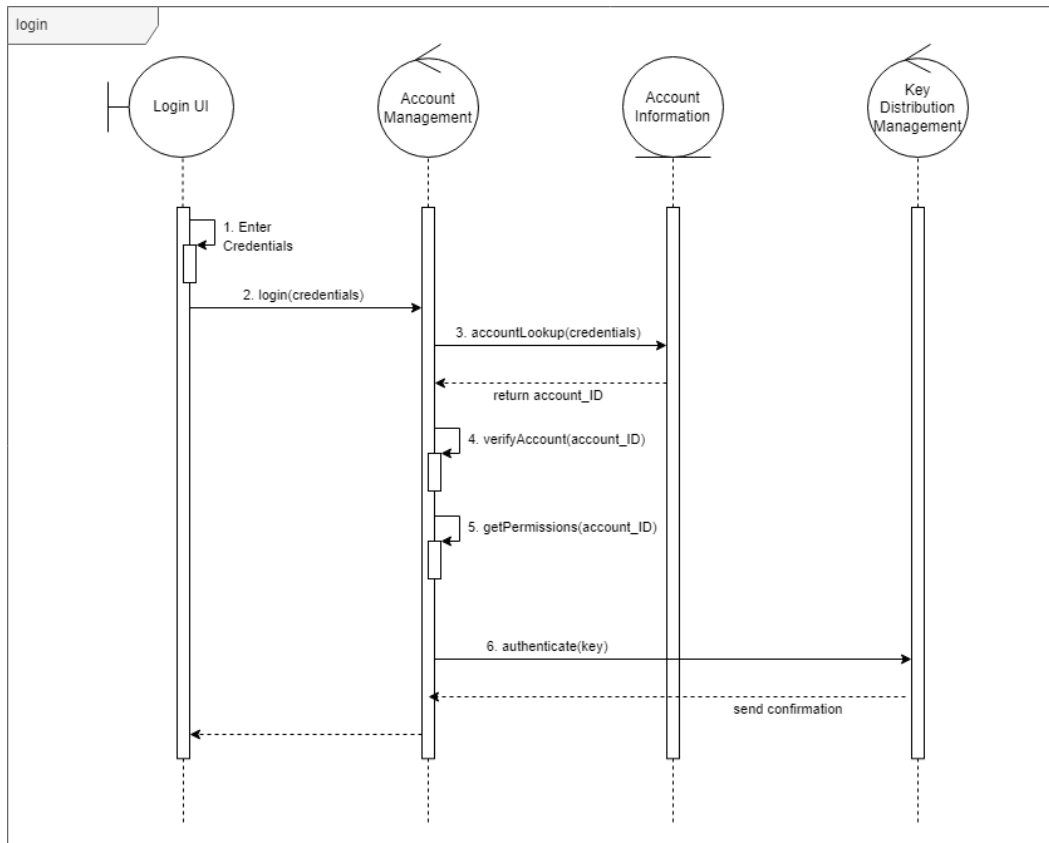 login
Login UI
Account
Management
Account
Information
Key
Distribution
Management
1. Enter
Credentials
2. login(credentials)
3. accountLookup(credentials)
return account_ID
4. verifyAccount(account_ID)
5. getPermissions(account_ID)
6. authenticate(key)
send confirmation